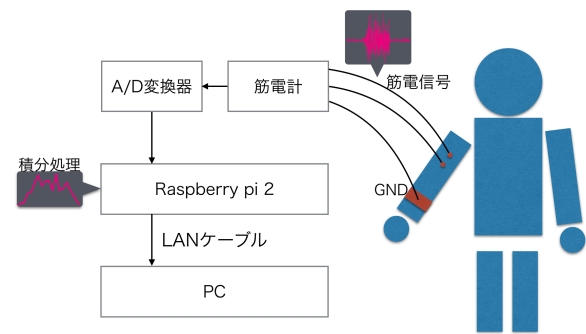 筋電信号
A/D変換器
筋電計
積分処理
Raspberry pi 2
GND
LANケーブル
PC